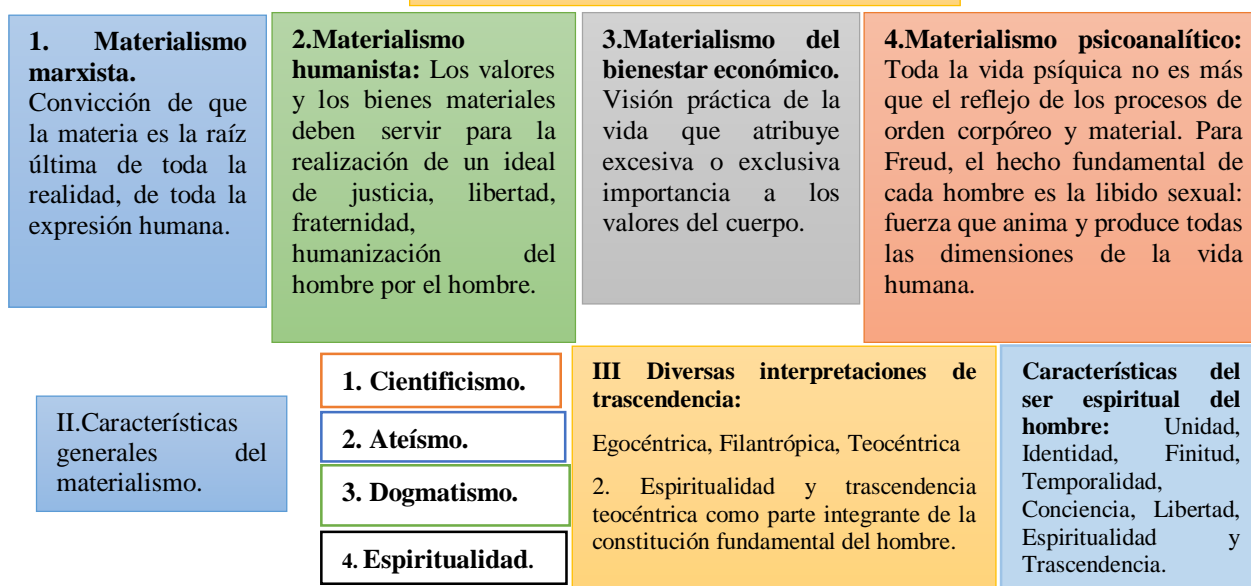 1. Materialismo
marxista.
Convicción de que
la materia es la raíz
última de toda la
realidad, de toda la
expresión humana.
2.Materialismo
humanista: Los valores
y los bienes materiales
deben servir para la
realización de un ideal
de justicia, libertad,
fraternidad,
humanización del
hombre por el hombre.
3.Materialismo del
bienestar económico.
Visión práctica de la
vida que atribuye
excesiva o exclusiva
importancia a los
valores del cuerpo.
4.Materialismo psicoanalítico:
Toda la vida psíquica no es más
que el reflejo de los procesos de
orden corpóreo y material. Para
Freud, el hecho fundamental de
cada hombre es la libido sexual:
fuerza que anima y produce todas
las dimensiones de la vida
humana.
II.Características
generales del
materialismo.
1. Cientificismo.
2. Ateísmo.
3. Dogmatismo.
4. Espiritualidad.
III Diversas interpretaciones de
trascendencia:
Egocéntrica, Filantrópica, Teocéntrica
2. Espiritualidad y trascendencia
teocéntrica como parte integrante de la
constitución fundamental del hombre.
Características del
ser espiritual del
hombre: Unidad,
Identidad, Finitud,
Temporalidad,
Conciencia, Libertad,
Espiritualidad y
Trascendencia.